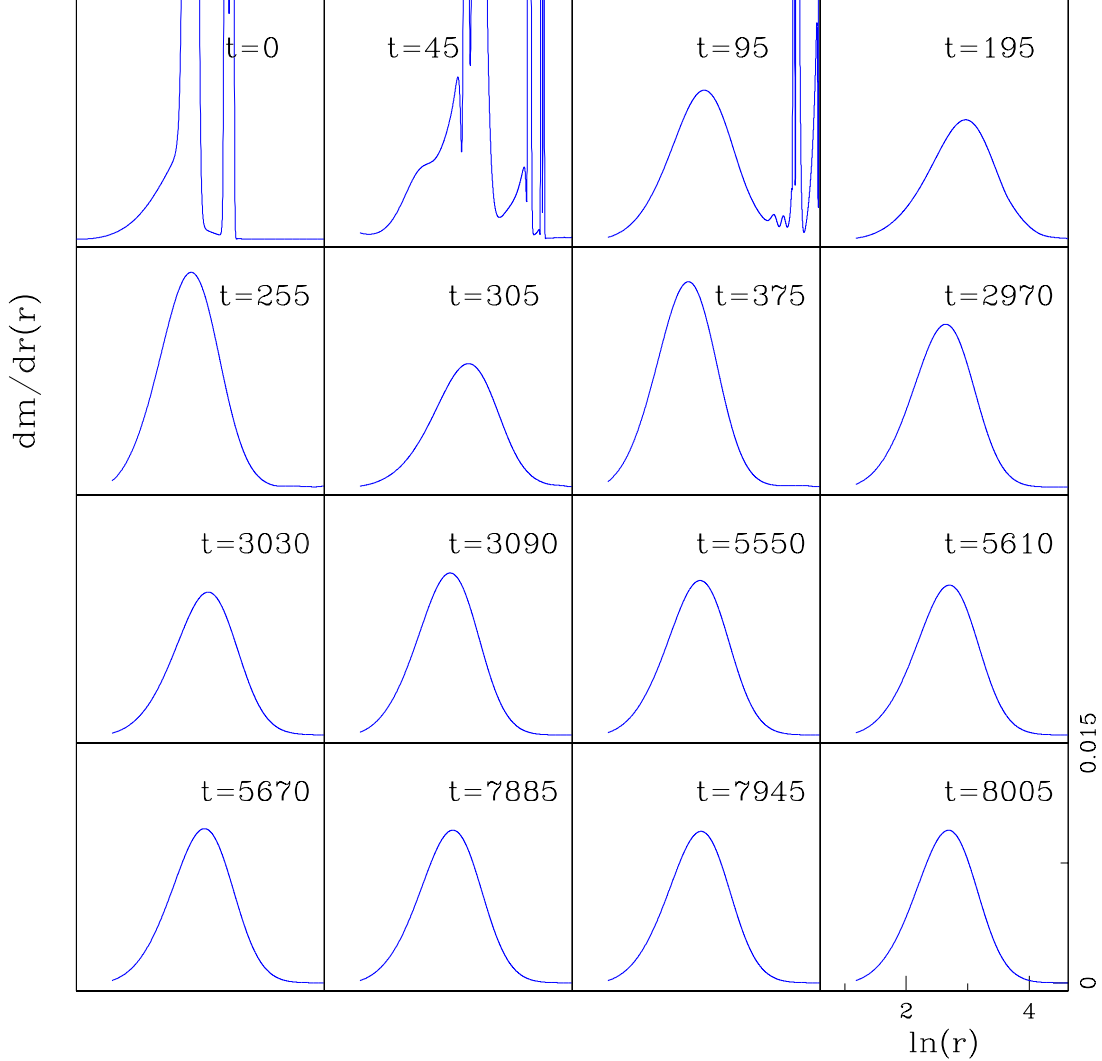 t=0
t=45
t=95
t=195
dm/dr(r)
t=255
t=305
t=375
t=2970
t=3030
t=3090
t=5550
t=5610
0.015
t=5670
t=7885
t=7945
t=8005
0
2
4
ln(r)